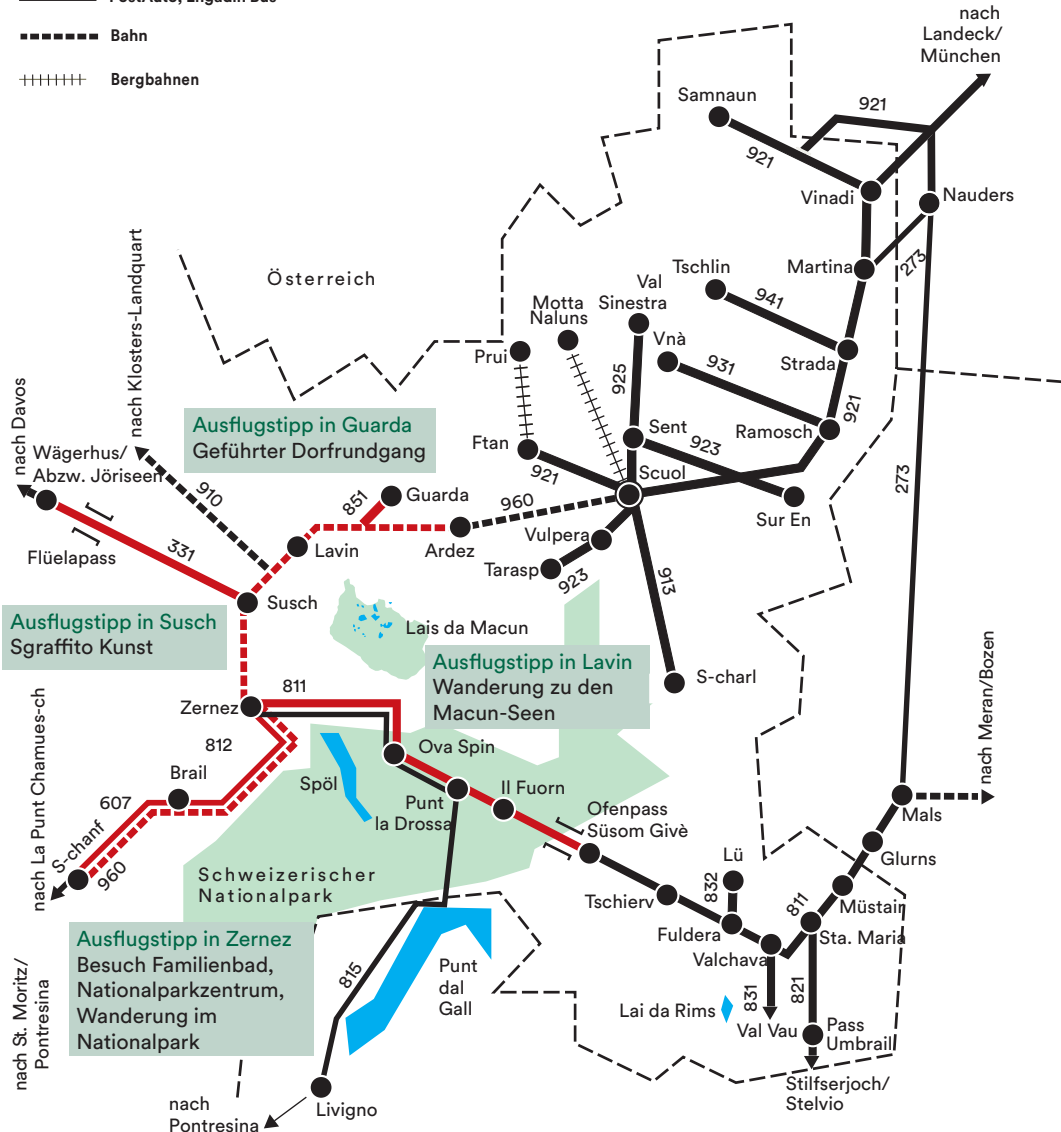 PostAuto, Engadin Bus
Bahn
Bergbahnen
nach
Landeck/
München
Samnaun
921
921
Vinadi
Nauders
Martina
273
nach Klosters-Landquart
Österreich
Tschlin
941
Val
Sinestra
Motta
Naluns
Prui
Vnà
931
925
Strada
921
nach Davos
Ausflugstipp in Guarda
Geführter Dorfrundgang
Wägerhus/
Abzw. Jöriseen
Ftan
921
Sent
923
Ramosch
Scuol
910
851
Guarda
960
273
Sur En
Flüelapass
331
Lavin
Ardez
Vulpera
Tarasp
923
913
Susch
Ausflugstipp in Susch
Sgraffito Kunst
Lais da Macun
Ausflugstipp in Lavin
Wanderung zu den
Macun-Seen
S-charl
nach Meran/Bozen
811
Zernez
812
Ova Spin
Brail
Spöl
Il Fuorn
607
Punt
la Drossa
Ofenpass
Süsom Givè
Mals
S-chanf
960
nach La Punt Chamues-ch
Glurns
Lü
832
Schweizerischer
Nationalpark
Tschierv
Müstair
811
Fuldera
Sta. Maria
Valchava
Ausflugstipp in Zernez
Besuch Familienbad,
Nationalparkzentrum,
Wanderung im
Nationalpark
815
Punt
dal
Gall
831
821
Lai da Rims
Val Vau
Pass
Umbrail
nach St. Moritz/
Pontresina
Stilfserjoch/
Stelvio
Livigno
nach
Pontresina